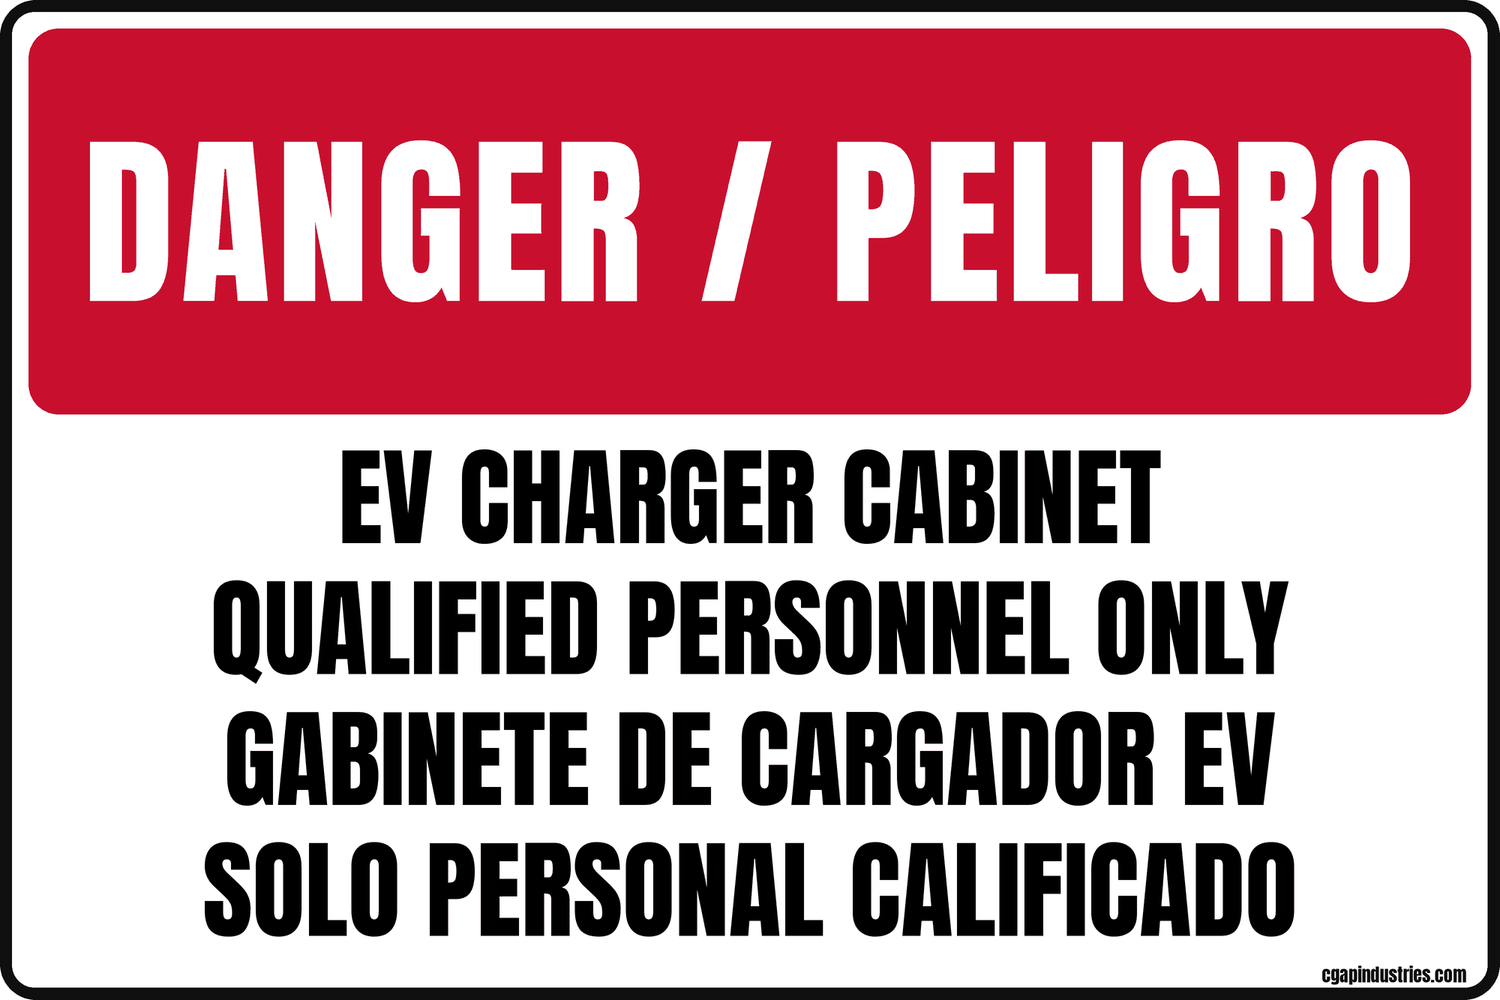 DANGER / PELIGRO
EV CHARGER CABINET
QUALIFIED PERSONNEL ONLY
GABINETE DE CARGADOR EV
SOLO PERSONAL CALIFICADO
cgapindustries.com